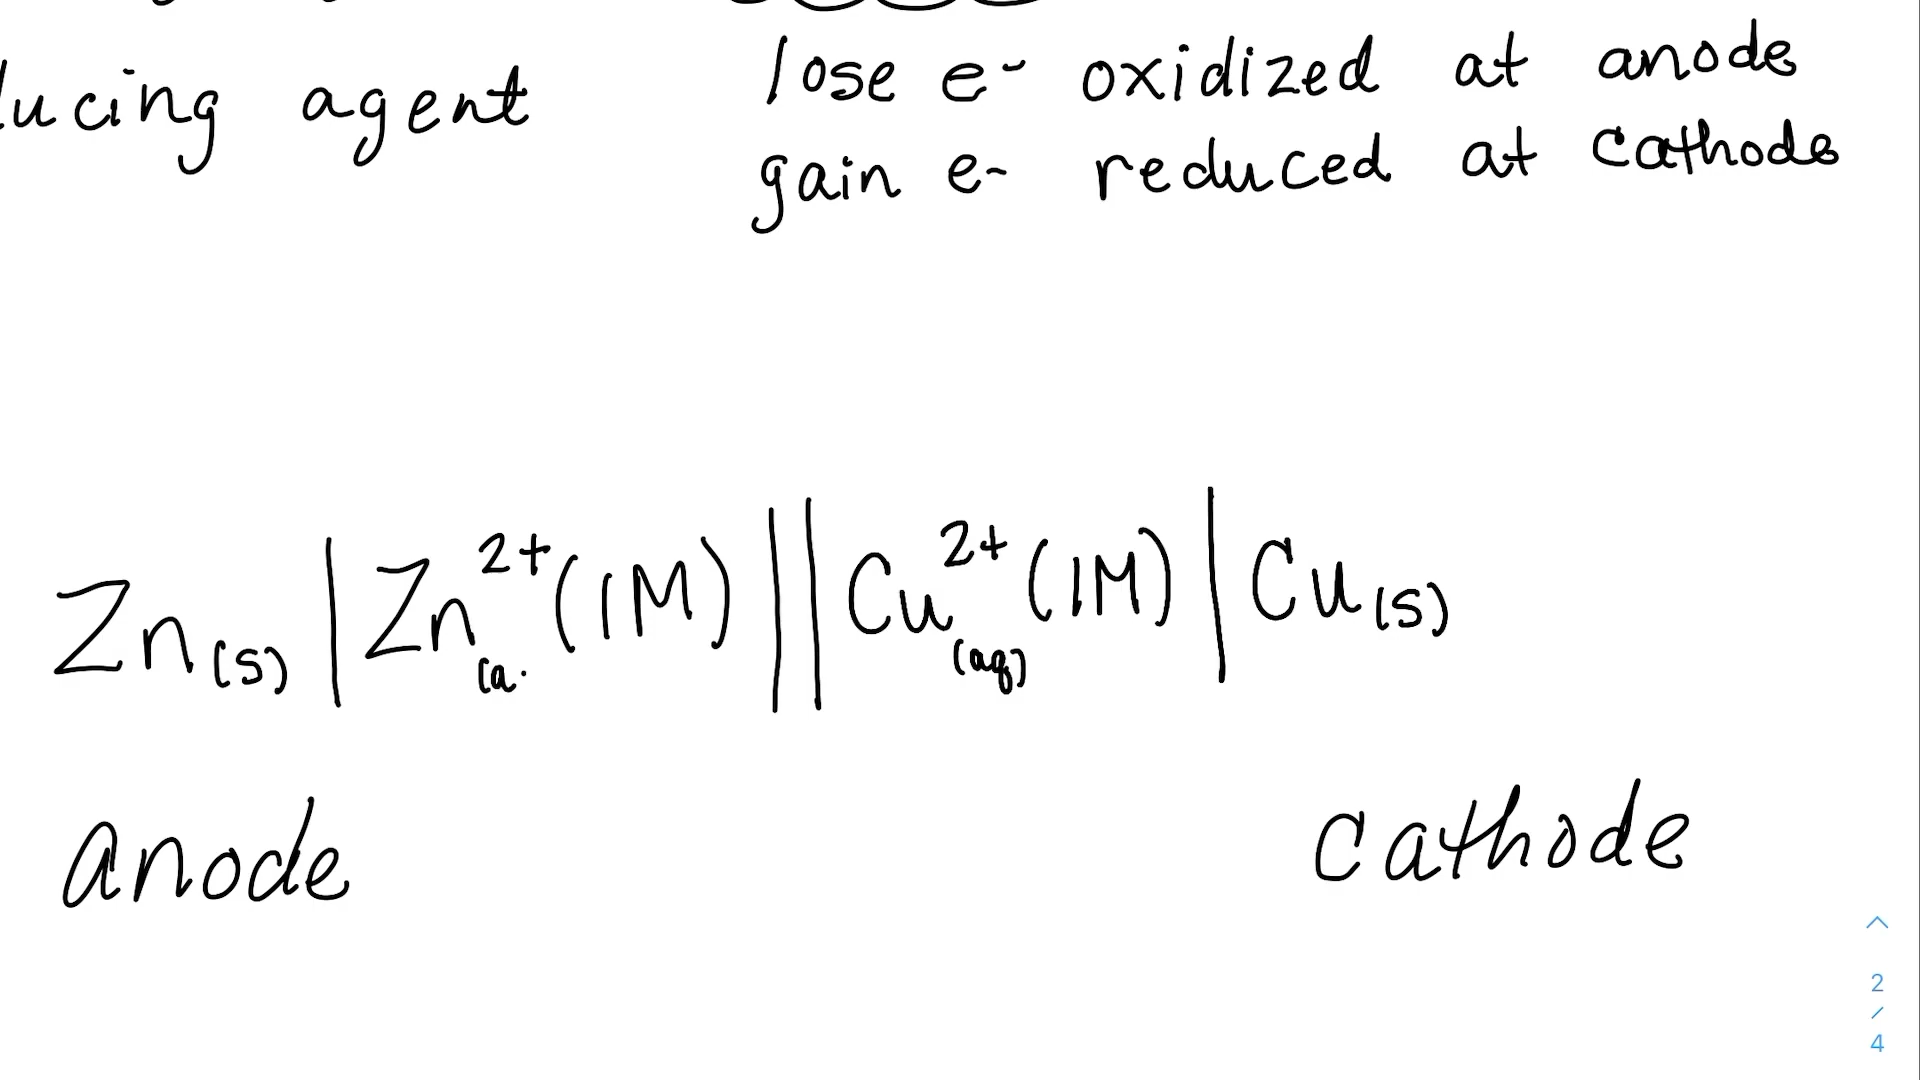 lose e- oxidized at anode
ducing agent
gain e- reduced at cathode
Zn(s) | Zn²⁺(a. (1M) || Cu²⁺(aq) (1M) | Cu(s)
anode cathode
2
/
4